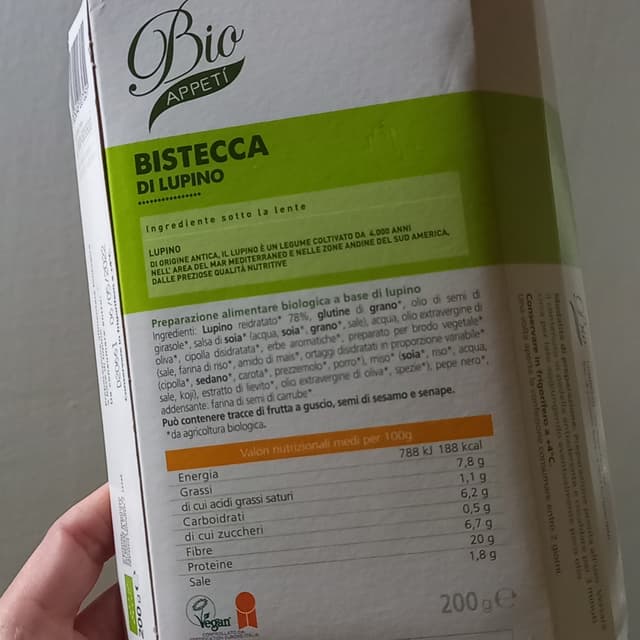 Bio
APPETÍ
BISTECCA
DI LUPINO
Ingrediente sotto la lente
LUPINO
DI ORIGINE ANTICA, IL LUPINO È UN LEGUME COLTIVATO DA 4.000 ANNI
NELL'AREA DEL MAR MEDITERRANEO E NELLE ZONE ANDINE DEL SUD AMERICA,
DALLE PREZIOSE QUALITÀ NUTRITIVE
Preparazione alimentare biologica a base di lupino
Ingredienti: Lupino reidratato* 78%, glutine di grano*, olio di semi di
girasole*, salsa di soia* (acqua, soia*, grano*, sale), acqua, olio extravergine di
oliva*, cipolla disidratata*, erbe aromatiche*, preparato per brodo vegetale*
(sale, farina di riso*, amido di mais*, ortaggi disidratati in proporzione variabile*
(cipolla*, sedano*, carota*, prezzemolo*, porro*), miso* (soia*, riso*, acqua,
sale, koji), estratto di lievito*, olio extravergine di oliva*, spezie*), pepe nero*,
addensante: farina di semi di carrube*
Può contenere tracce di frutta a guscio, semi di sesamo e senape.
*da agricoltura biologica.
Valori nutrizionali medi per 100g
Energia 788 kJ 188 kcal
Grassi 7,8 g
di cui acidi grassi saturi 1,1 g
Carboidrati 6,2 g
di cui zuccheri 0,5 g
Fibre 6,7 g
Proteine 20 g
Sale 1,8 g
Vegan
200 g e
Conservare in frigorifero a +4°C.
200 g e